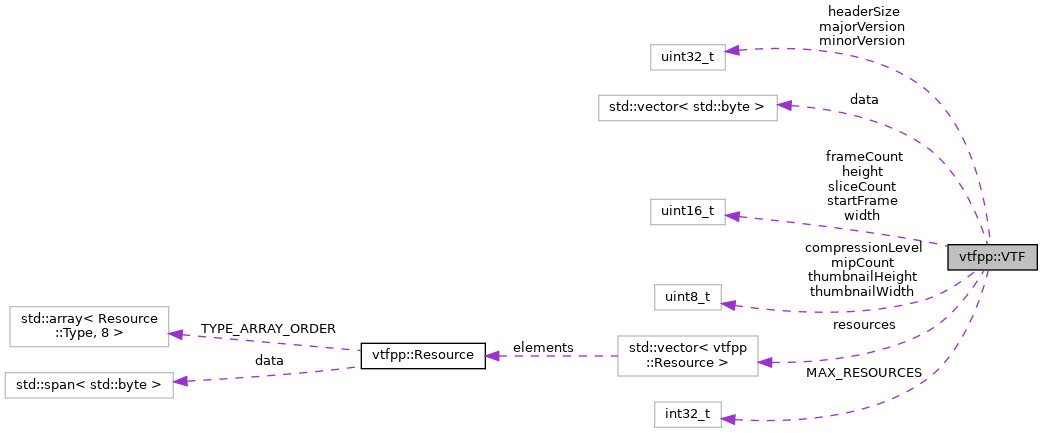 headerSize
majorVersion
minorVersion
uint32_t
data
std::vector< std::byte >
frameCount
height
sliceCount
startFrame
width
uint16_t
vtfpp::VTF
compressionLevel
mipCount
thumbnailHeight
thumbnailWidth
uint8_t
std::array< Resource
::Type, 8 >
TYPE_ARRAY_ORDER
resources
vtfpp::Resource
elements
std::vector< vtfpp
::Resource >
data
std::span< std::byte >
MAX_RESOURCES
int32_t